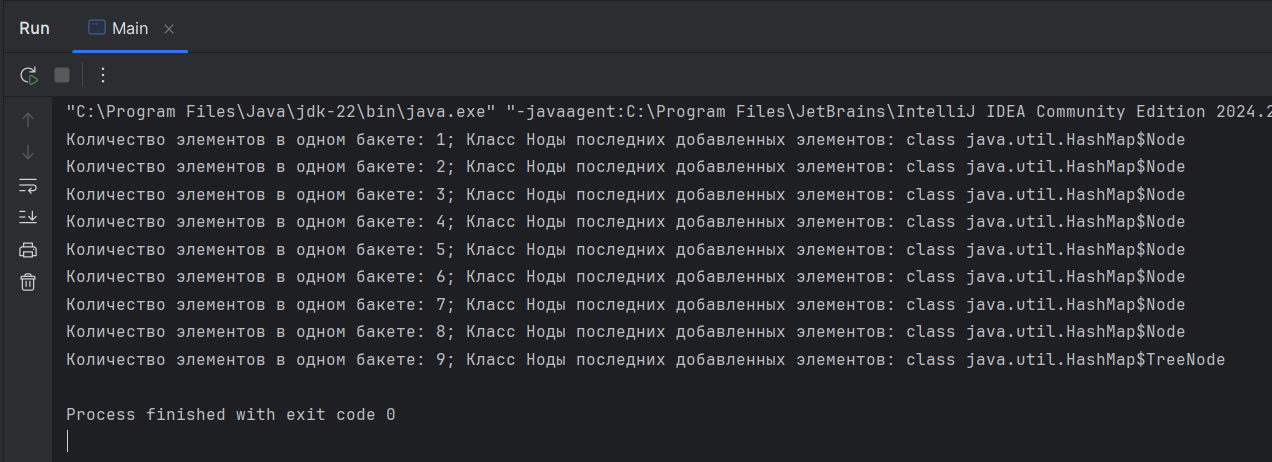 Run Main
"C:\Program Files\Java\jdk-22\bin\java.exe" "-javaagent:C:\Program Files\JetBrains\IntelliJ IDEA Community Edition 2024.2
Количество элементов в одном бакете: 1; Класс Ноды последних добавленных элементов: class java.util.HashMap$Node
Количество элементов в одном бакете: 2; Класс Ноды последних добавленных элементов: class java.util.HashMap$Node
Количество элементов в одном бакете: 3; Класс Ноды последних добавленных элементов: class java.util.HashMap$Node
Количество элементов в одном бакете: 4; Класс Ноды последних добавленных элементов: class java.util.HashMap$Node
Количество элементов в одном бакете: 5; Класс Ноды последних добавленных элементов: class java.util.HashMap$Node
Количество элементов в одном бакете: 6; Класс Ноды последних добавленных элементов: class java.util.HashMap$Node
Количество элементов в одном бакете: 7; Класс Ноды последних добавленных элементов: class java.util.HashMap$Node
Количество элементов в одном бакете: 8; Класс Ноды последних добавленных элементов: class java.util.HashMap$Node
Количество элементов в одном бакете: 9; Класс Ноды последних добавленных элементов: class java.util.HashMap$TreeNode
Process finished with exit code 0